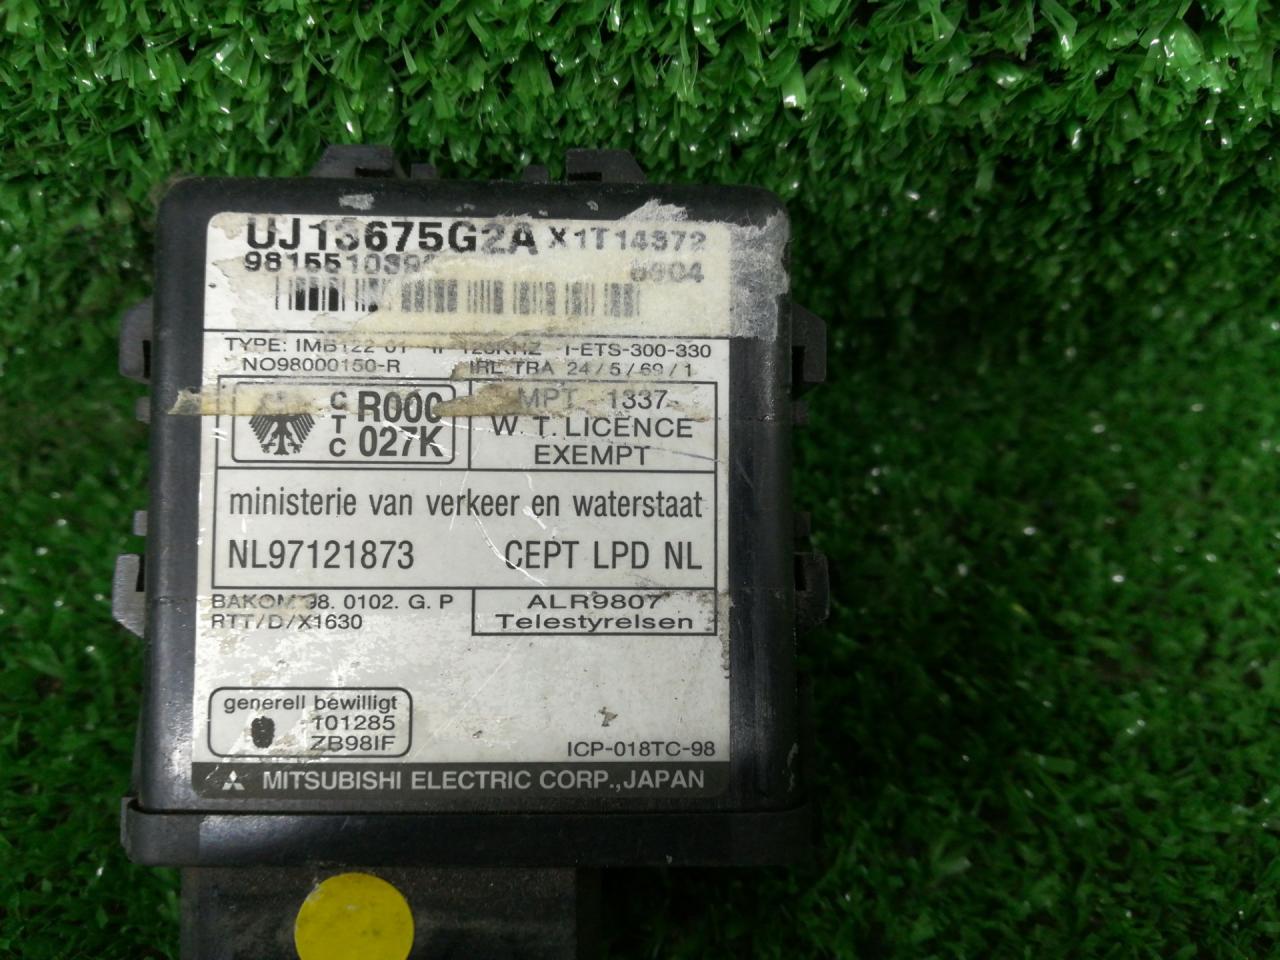 UJ13675G2A X1T14372
TYPE: IMB122-01 1-ETS-300-330
NO98000150-R IRL TRA 24/5/69/1
C
T
C
R000
027K
MPT 1337
W. T. LICENCE
EXEMPT
ministerie van verkeer en waterstaat
NL97121873 CEPT LPD NL
BAKOM 98. 0102. G. P
RTT/D/X1630
ALR9807
Telestyrelsen
generell bewilligt
101285
ZB98IF
ICP-018TC-98
MITSUBISHI ELECTRIC CORP.,JAPAN